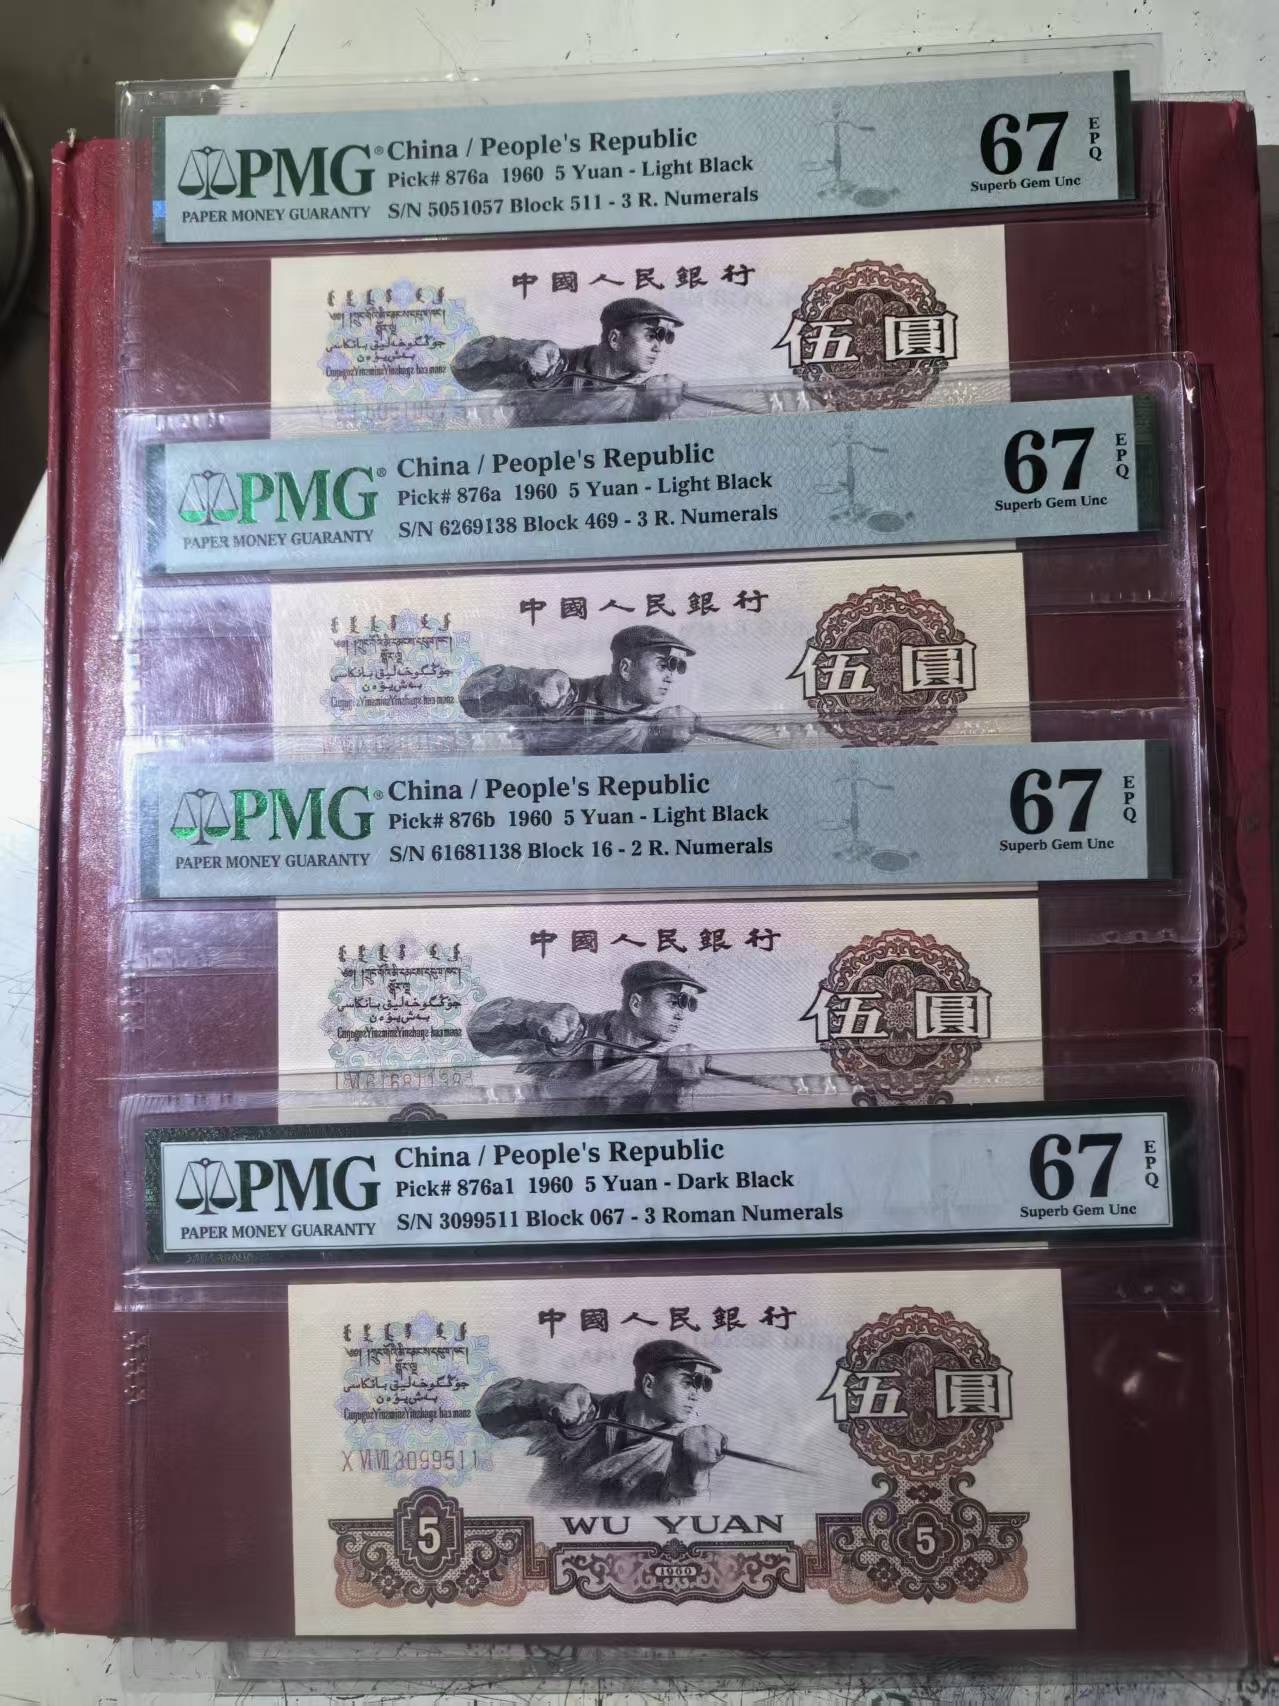 PMG® China / People's Republic 67 EPQ
Pick# 876a 1960 5 Yuan - Light Black Superb Gem Unc
PAPER MONEY GUARANTY S/N 5051057 Block 511 - 3 R. Numerals
中國人民銀行
伍圓
PMG® China / People's Republic 67 EPQ
Pick# 876a 1960 5 Yuan - Light Black Superb Gem Unc
PAPER MONEY GUARANTY S/N 6269138 Block 469 - 3 R. Numerals
中國人民銀行
伍圓
PMG® China / People's Republic 67 EPQ
Pick# 876b 1960 5 Yuan - Light Black Superb Gem Unc
PAPER MONEY GUARANTY S/N 61681138 Block 16 - 2 R. Numerals
中國人民銀行
伍圓
61681138
PMG China / People's Republic 67 EPQ
Pick# 876a1 1960 5 Yuan - Dark Black Superb Gem Unc
PAPER MONEY GUARANTY S/N 3099511 Block 067 - 3 Roman Numerals
中國人民銀行
伍圓
X VI VII 3099511
5 WU YUAN 5
1960